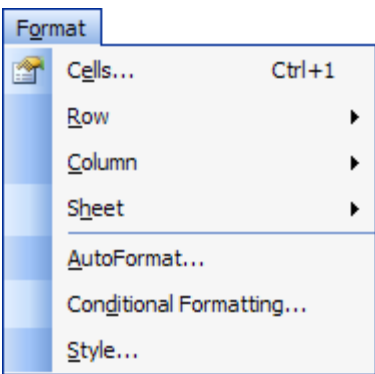 Format
Cells... Ctrl+1
Row
Column
Sheet
AutoFormat...
Conditional Formatting...
Style...